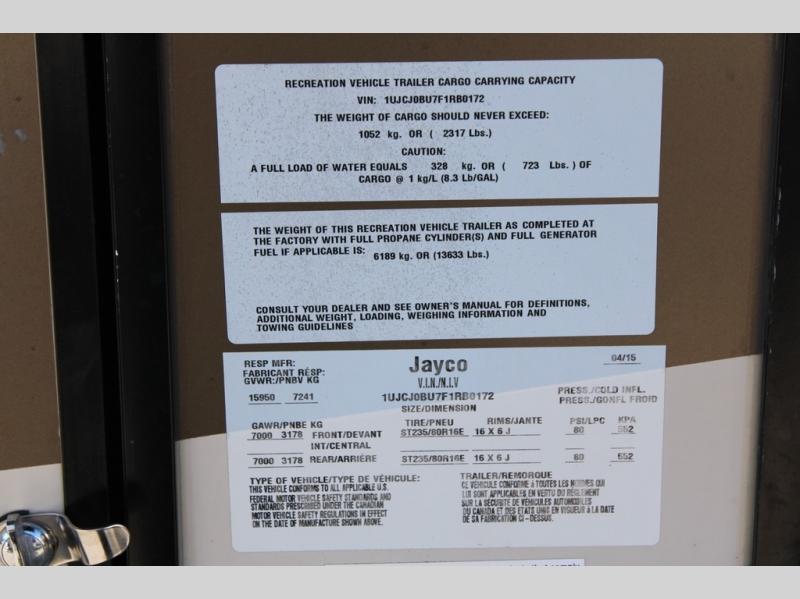 RECREATION VEHICLE TRAILER CARGO CARRYING CAPACITY
VIN: 1UJCJ0BU7F1RB0172
THE WEIGHT OF CARGO SHOULD NEVER EXCEED:
1052 kg. OR ( 2317 Lbs.)
CAUTION:
A FULL LOAD OF WATER EQUALS 328 kg. OR ( 723 Lbs. ) OF
CARGO @ 1 kg/L (8.3 Lb/GAL)
THE WEIGHT OF THIS RECREATION VEHICLE TRAILER AS COMPLETED AT
THE FACTORY WITH FULL PROPANE CYLINDER(S) AND FULL GENERATOR
FUEL IF APPLICABLE IS: 6189 kg. OR (13633 Lbs.)
CONSULT YOUR DEALER AND SEE OWNER'S MANUAL FOR DEFINITIONS,
ADDITIONAL WEIGHT, LOADING, WEIGHING INFORMATION AND
TOWING GUIDELINES
RESP MFR: Jayco 04/15
FABRICANT RÉSP:
GVWR:/PNBV KG V.I.N./N.I.V
15950 7241 1UJCJ0BU7F1RB0172 PRESS./COLD INFL.
SIZE/DIMENSION PRESS./GONFL FROID
GAWR/PNBE KG TIRE/PNEU RIMS/JANTE PSI/LPC KPA
7000 3178 FRONT/DEVANT ST235/80R16E 16 X 6 J 80 552
INT/CENTRAL
7000 3178 REAR/ARRIÈRE ST235/80R16E 16 X 6 J 80 552
TYPE OF VEHICLE/TYPE DE VÉHICULE: TRAILER/REMORQUE
THIS VEHICLE CONFORMS TO ALL APPLICABLE U.S.
FEDERAL MOTOR VEHICLE SAFETY STANDARDS AND
STANDARDS PRESCRIBED UNDER THE CANADIAN
MOTOR VEHICLE SAFETY REGULATIONS IN EFFECT
ON THE DATE OF MANUFACTURE SHOWN ABOVE.
CE VÉHICULE CONFORME À TOUTES LES NORMES QUI
LUI SONT APPLICABLES EN VERTU DU RÈGLEMENT
SUR LA SÉCURITÉ DE VÉHICULES AUTOMOBILES
DU CANADA ET DES ETATS UNIS EN VIGUEUR À LA DATE
DE SA FABRICATION CI-DESSUS.